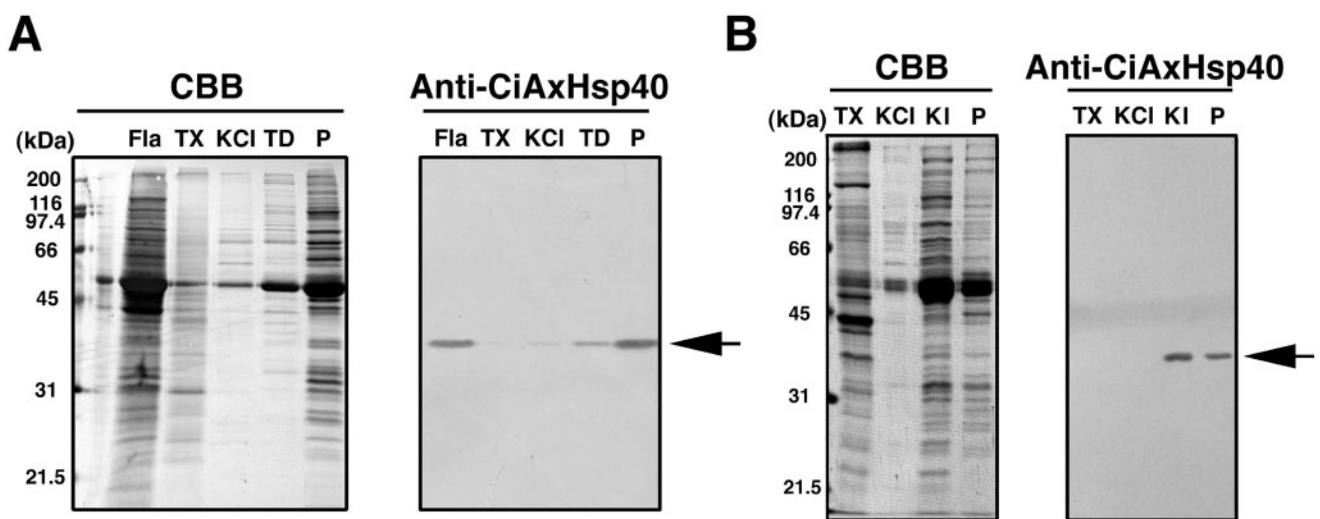 A
CBB
Anti-CiAxHsp40
(kDa) Fla TX KCl TD P
Fla TX KCl TD P
200
116
97.4
66
45
31
21.5
B
CBB
Anti-CiAxHsp40
(kDa) TX KCl KI P
TX KCl KI P
200
116
97.4
66
45
31
21.5